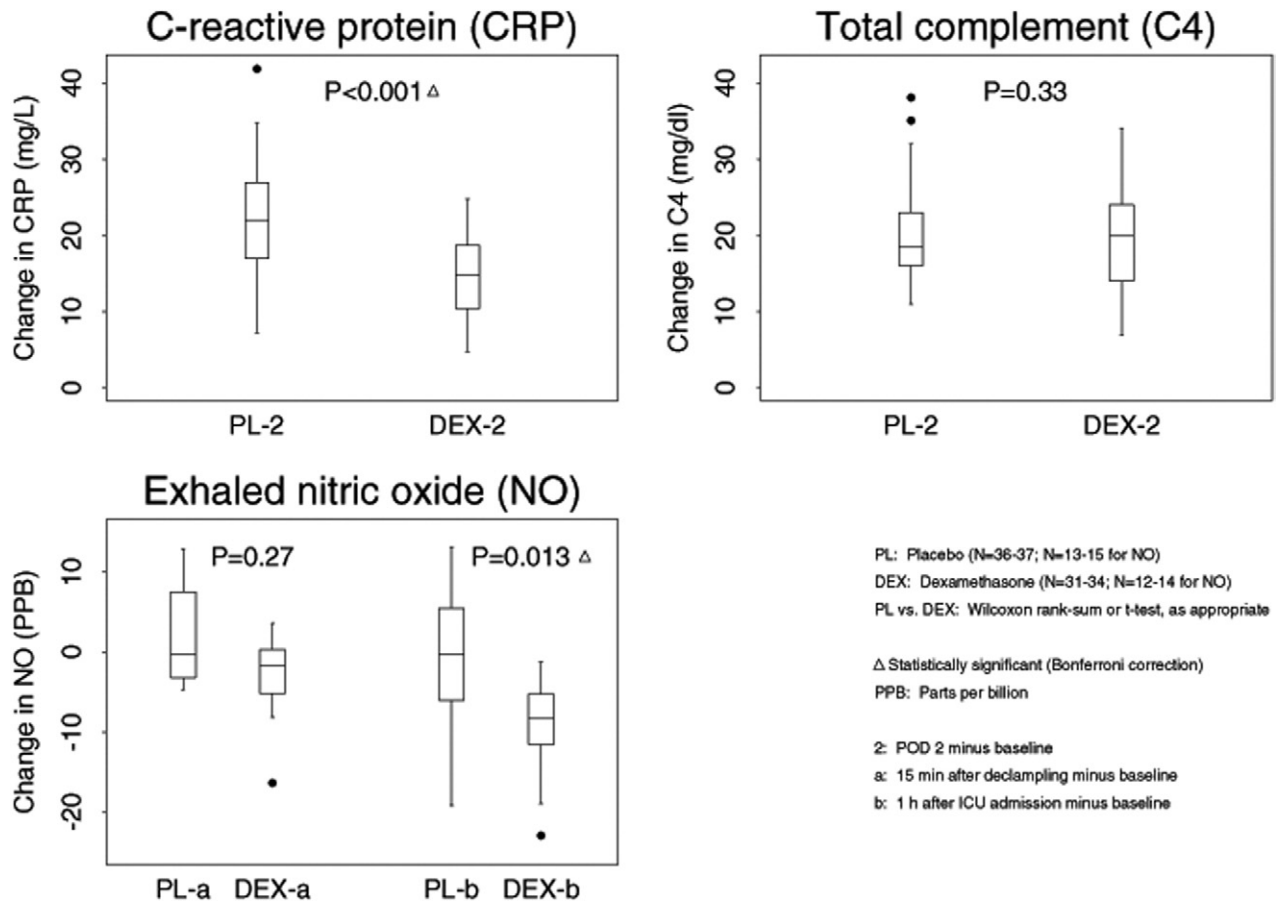 C-reactive protein (CRP)
Change in CRP (mg/L)
40
30
20
10
0
P<0.001 △
PL-2 DEX-2
Total complement (C4)
Change in C4 (mg/dl)
40
30
20
10
0
P=0.33
PL-2 DEX-2
Exhaled nitric oxide (NO)
Change in NO (PPB)
10
0
-10
-20
P=0.27 P=0.013 △
PL-a DEX-a PL-b DEX-b
PL: Placebo (N=36-37; N=13-15 for NO)
DEX: Dexamethasone (N=31-34; N=12-14 for NO)
PL vs. DEX: Wilcoxon rank-sum or t-test, as appropriate
△ Statistically significant (Bonferroni correction)
PPB: Parts per billion
2: POD 2 minus baseline
a: 15 min after declampling minus baseline
b: 1 h after ICU admission minus baseline